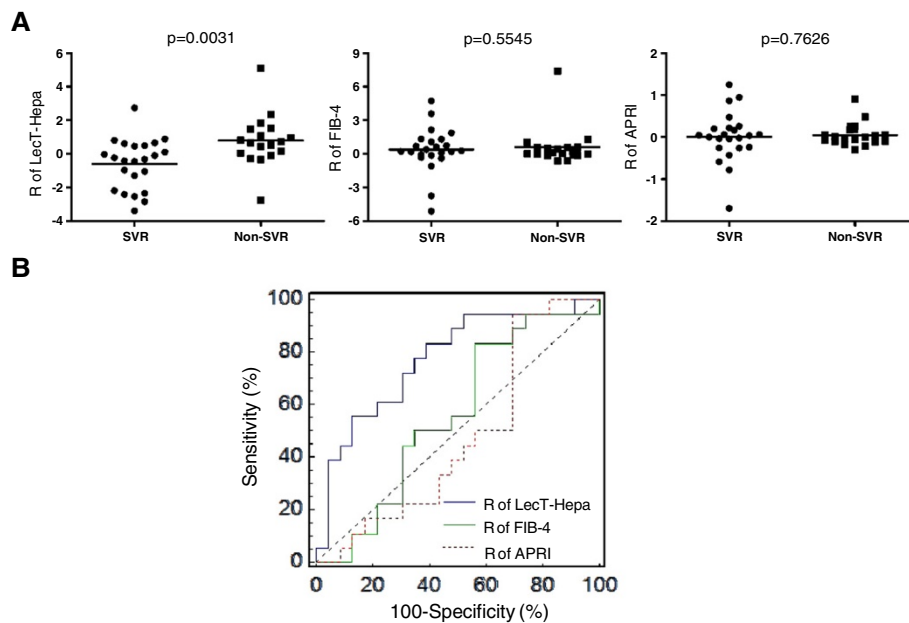 A
p=0.0031
p=0.5545
p=0.7626
R of LecT-Hepa
6
4
2
0
-2
-4
SVR
Non-SVR
R of FIB-4
9
6
3
0
-3
-6
SVR
Non-SVR
R of APRI
2
1
0
-1
-2
SVR
Non-SVR
B
Sensitivity (%)
100
80
60
40
20
0
R of LecT-Hepa
R of FIB-4
R of APRI
0
20
40
60
80
100
100-Specificity (%)